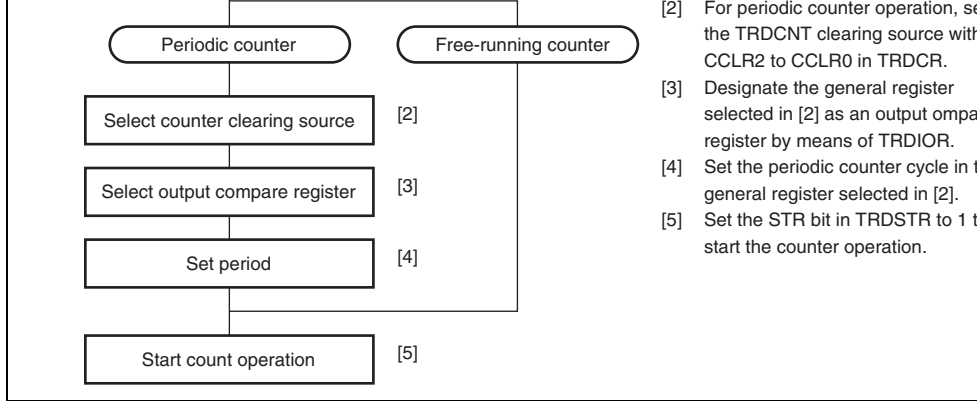 Periodic counter
Free-running counter
Select counter clearing source
[2]
Select output compare register
[3]
Set period
[4]
Start count operation
[5]
[2] For periodic counter operation,
the TRDCNT clearing source
CCLR2 to CCLR0 in TRDCR.
[3] Designate the general register
selected in [2] as an output
register by means of TRDIOR.
[4] Set the periodic counter cycle in
general register selected in [2].
[5] Set the STR bit in TRDSTR to 1
start the counter operation.